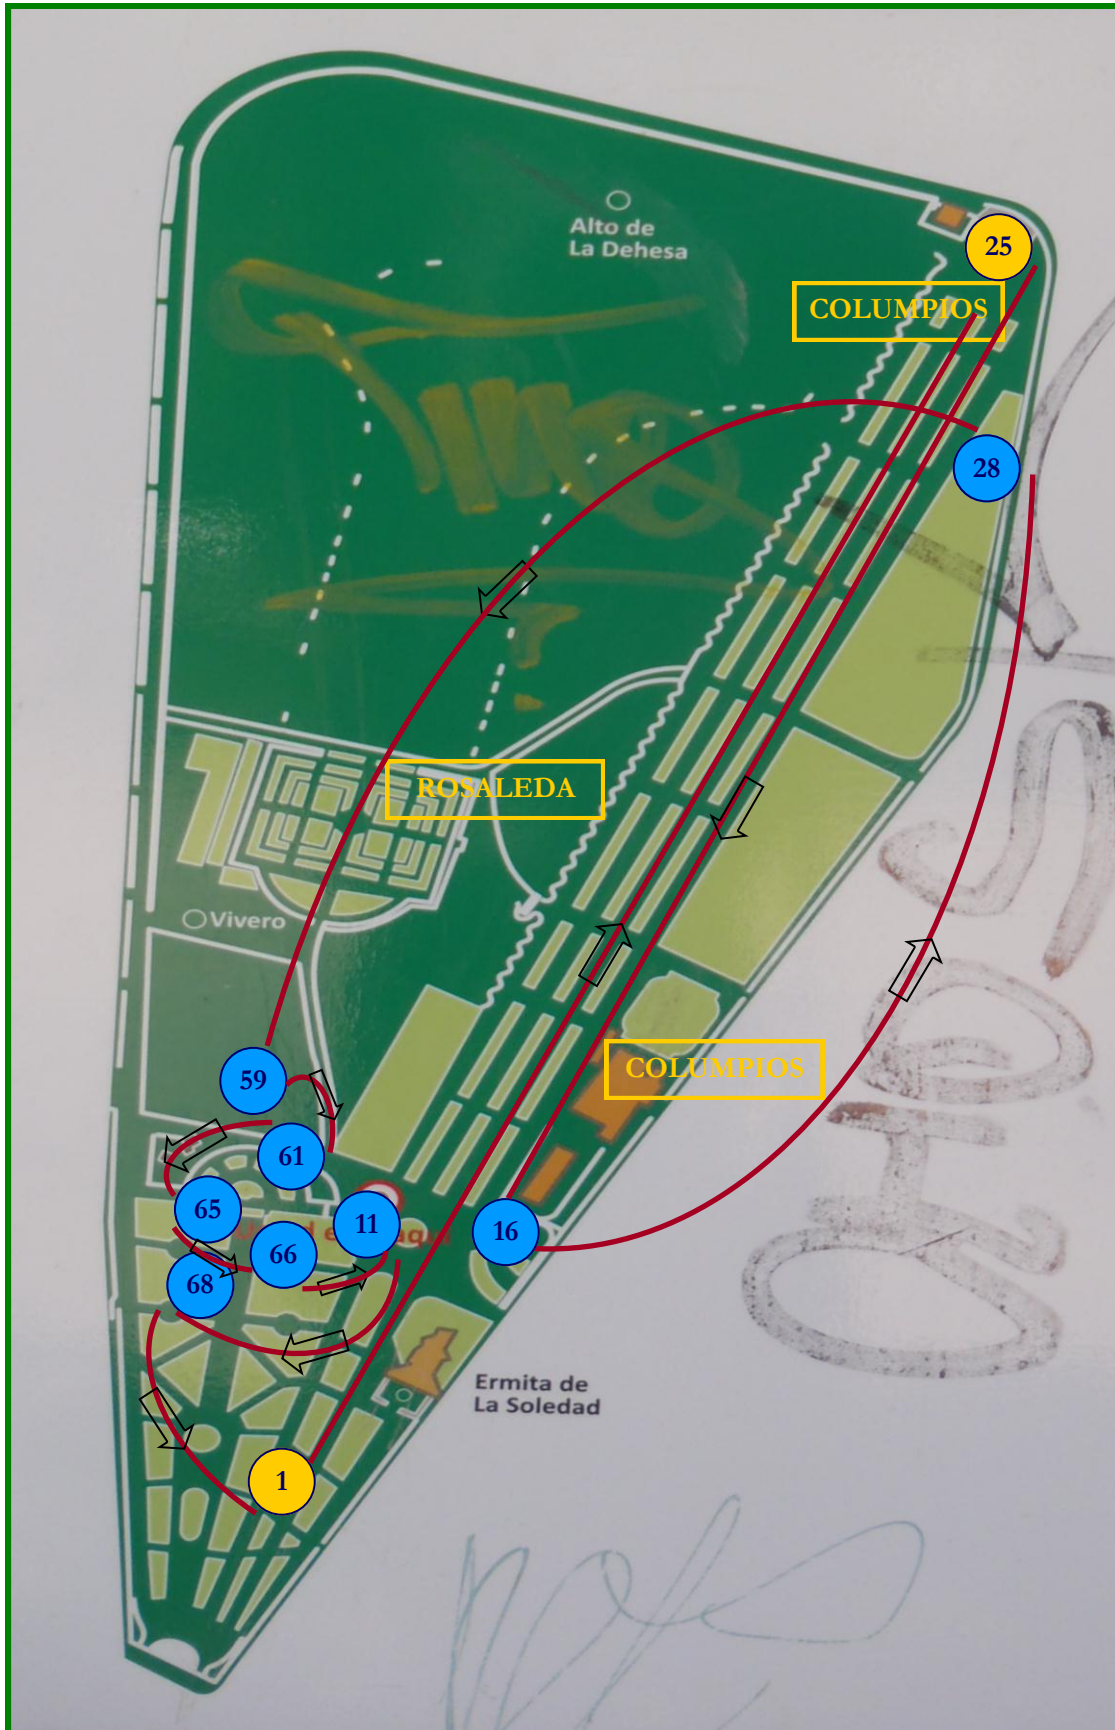 Alto de
La Dehesa
25
COLUMPIOS
28
ROSALEDA
Vivero
COLUMPIOS
59
61
65
11
16
66
68
Ermita de
La Soledad
1